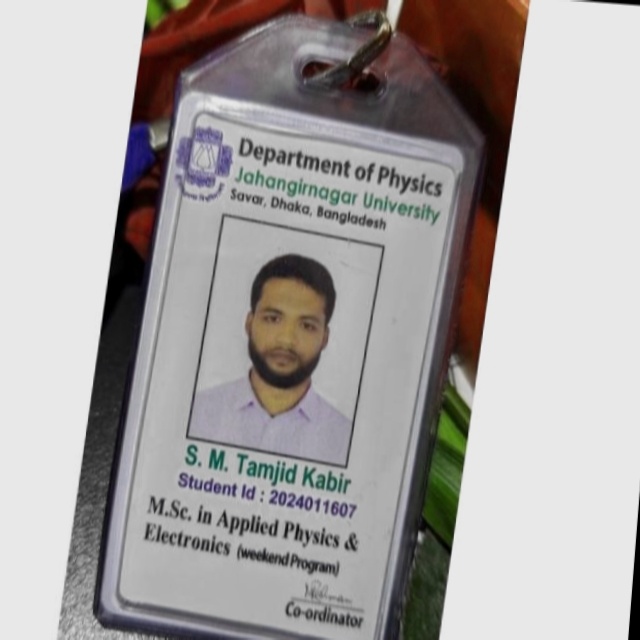 Department of Physics
Jahangirnagar University
Savar, Dhaka, Bangladesh
S. M. Tamjid Kabir
Student Id : 2024011607
M.Sc. in Applied Physics &
Electronics (weekend Program)
Co-ordinator